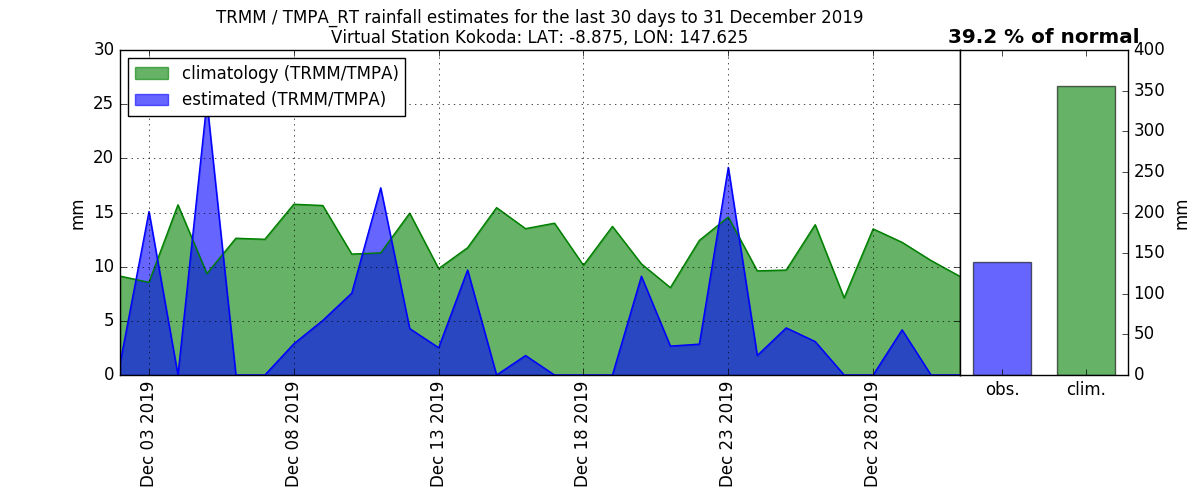 TRMM / TMPA_RT rainfall estimates for the last 30 days to 31 December 2019
Virtual Station Kokoda: LAT: -8.875, LON: 147.625
39.2 % of normal
climatology (TRMM/TMPA)
estimated (TRMM/TMPA)
30
25
20
15
10
5
0
mm
Dec 03 2019
Dec 08 2019
Dec 13 2019
Dec 18 2019
Dec 23 2019
Dec 28 2019
obs.
clim.
400
350
300
250
200
150
100
50
0
mm